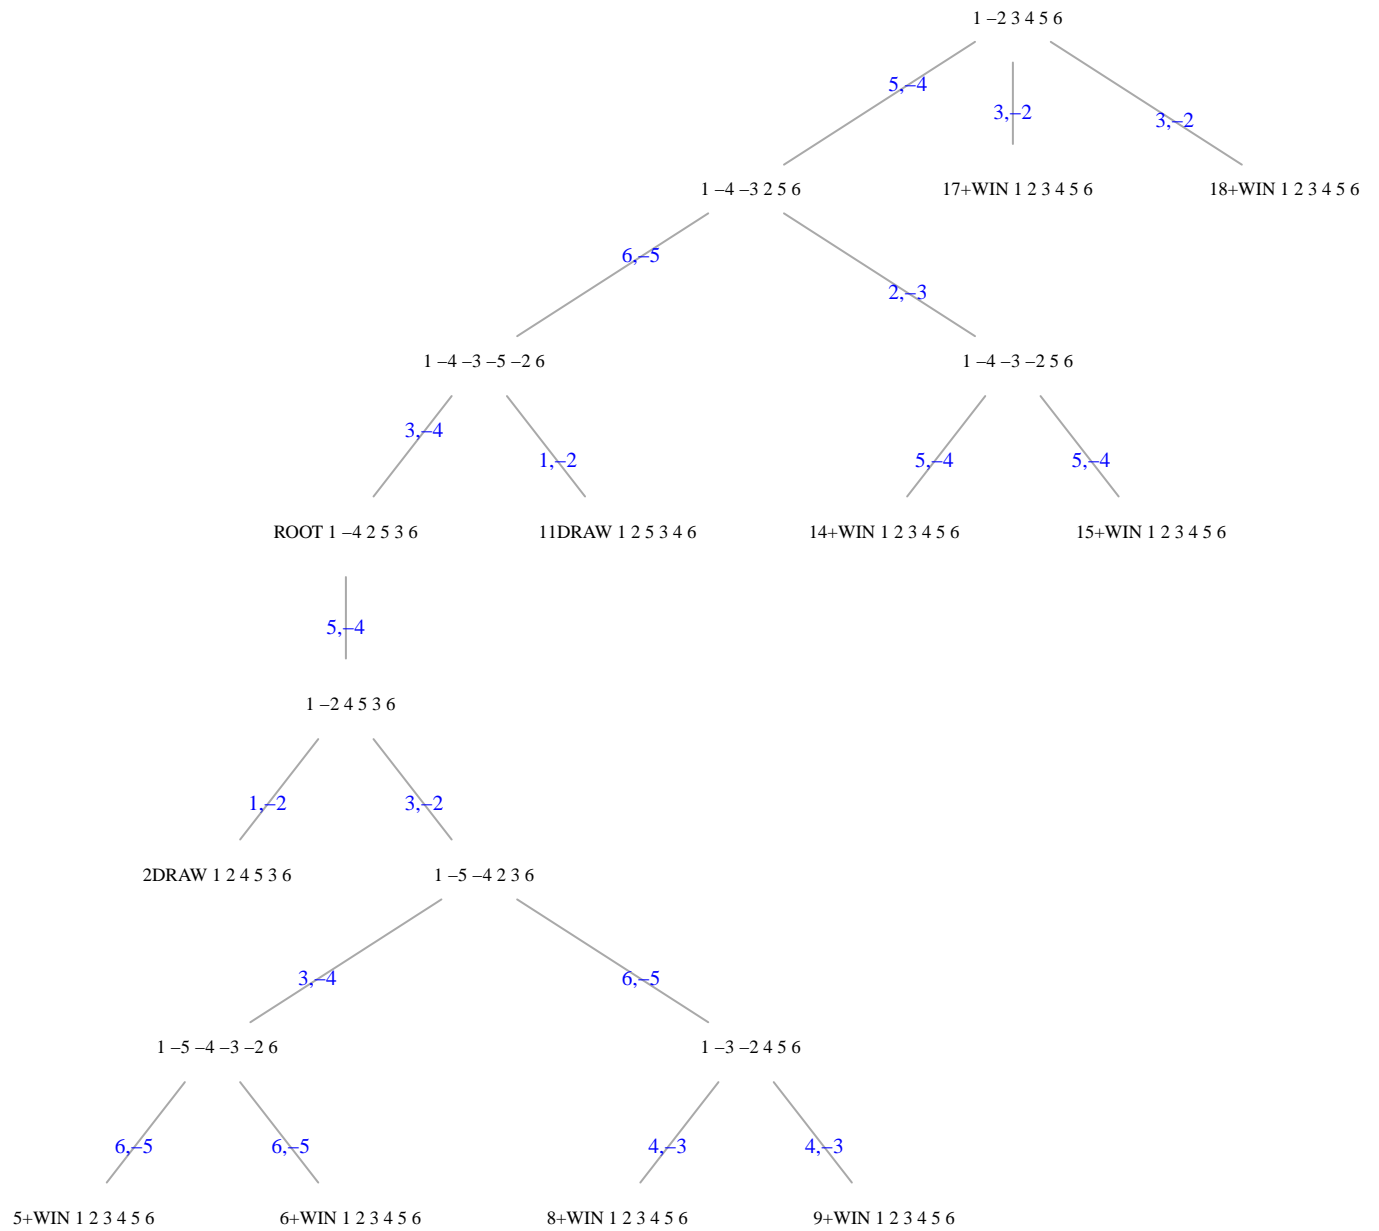 1 –2 3 4 5 6
5,–4
3,–2
3,–2
1 –4 –3 2 5 6
17+WIN 1 2 3 4 5 6
18+WIN 1 2 3 4 5 6
6,–5
2,–3
1 –4 –3 –5 –2 6
1 –4 –3 –2 5 6
3,–4
1,–2
5,–4
5,–4
ROOT 1 –4 2 5 3 6
11DRAW 1 2 5 3 4 6
14+WIN 1 2 3 4 5 6
15+WIN 1 2 3 4 5 6
5,–4
1 –2 4 5 3 6
1,–2
3,–2
2DRAW 1 2 4 5 3 6
1 –5 –4 2 3 6
3,–4
6,–5
1 –5 –4 –3 –2 6
1 –3 –2 4 5 6
6,–5
6,–5
4,–3
4,–3
5+WIN 1 2 3 4 5 6
6+WIN 1 2 3 4 5 6
8+WIN 1 2 3 4 5 6
9+WIN 1 2 3 4 5 6